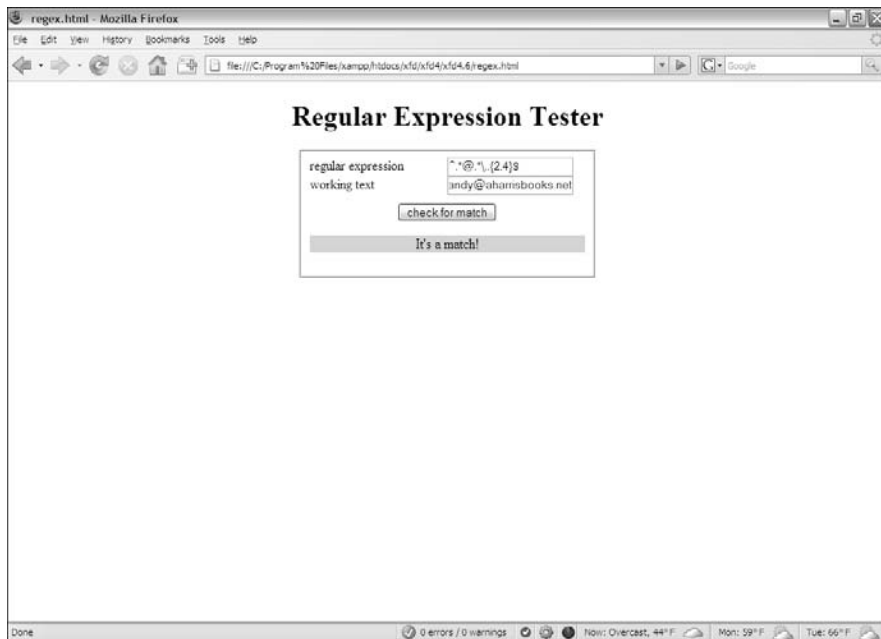 regex.html - Mozilla Firefox
File Edit View History Bookmarks Tools Help
file:///C:/Program%20Files/xampp/htdocs/xfd/xfd4/xfd4.6/regex.html
Google
Regular Expression Tester
regular expression ^.*@.*\..{2,4}$
working text andy@aharrisbooks.net
check for match
It's a match!
Done 0 errors / 0 warnings Now: Overcast, 44° F Mon: 59° F Tue: 66° F